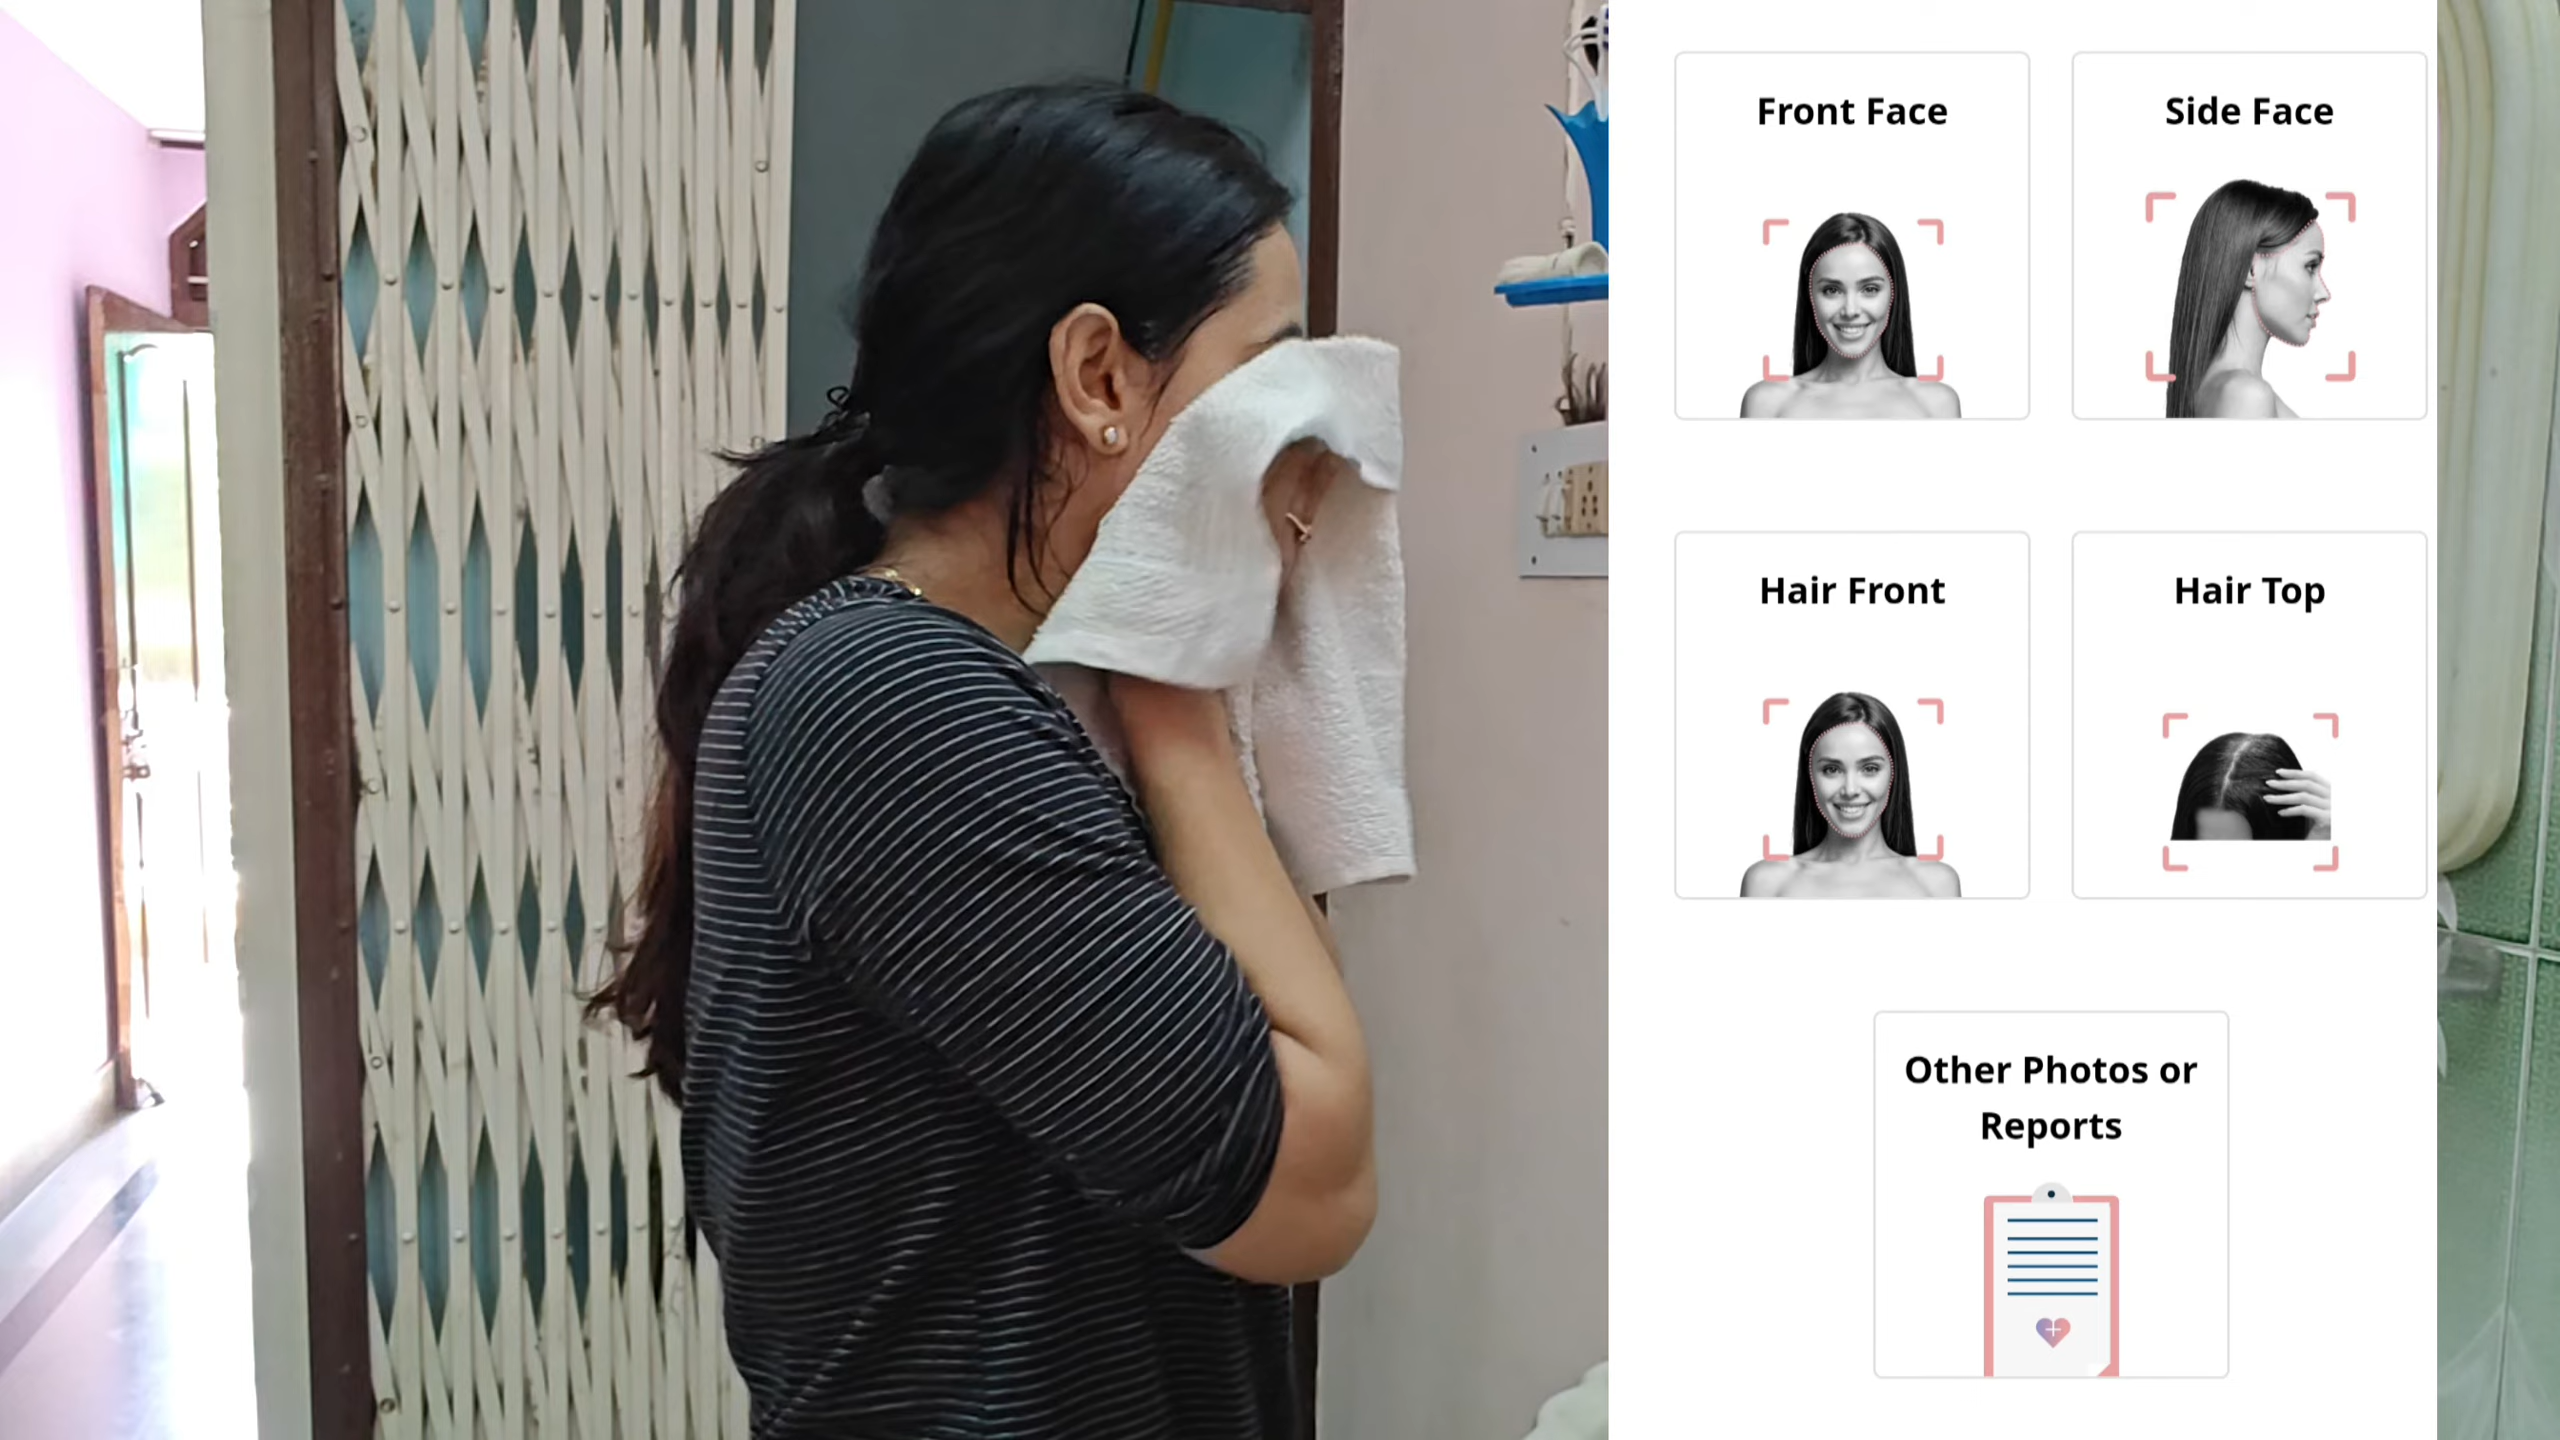 Front Face
Side Face
Hair Front
Hair Top
Other Photos or
Reports